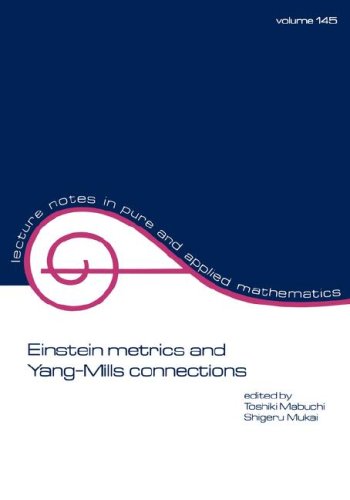 volume 145
lecture notes in pure and applied mathematics
Einstein metrics and
Yang-Mills connections
edited by
Toshiki Mabuchi
Shigeru Mukai